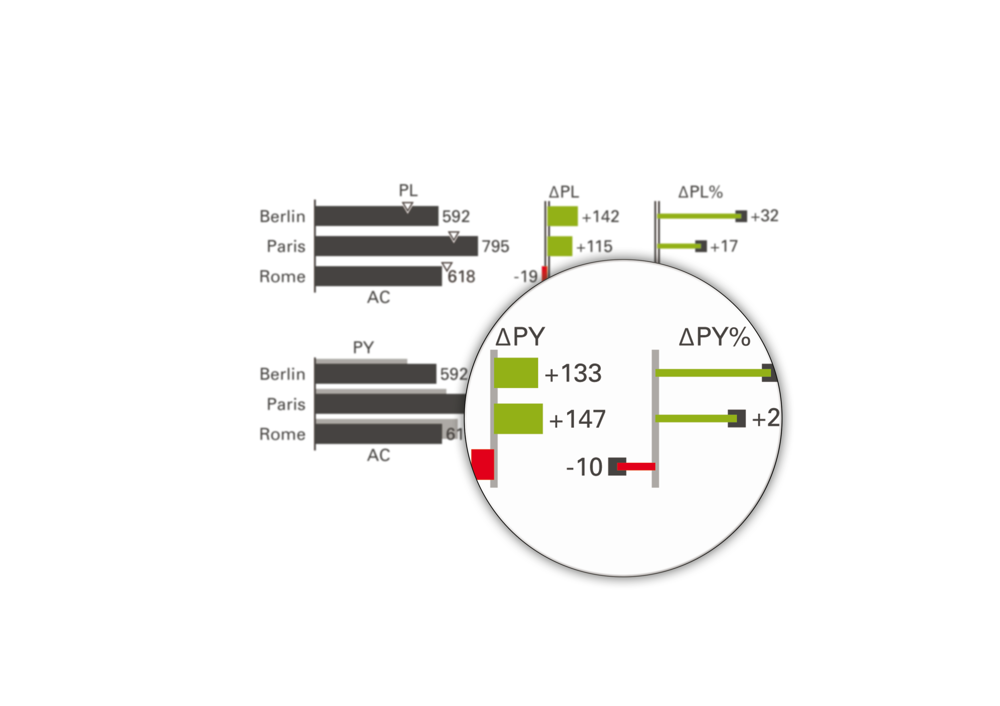 PL ΔPL ΔPL%
Berlin 592 +142 +32
Paris 795 +115 +17
Rome 618 -19
AC
PY ΔPY ΔPY%
Berlin 592 +133
Paris +147 +2
Rome 61 -10
AC